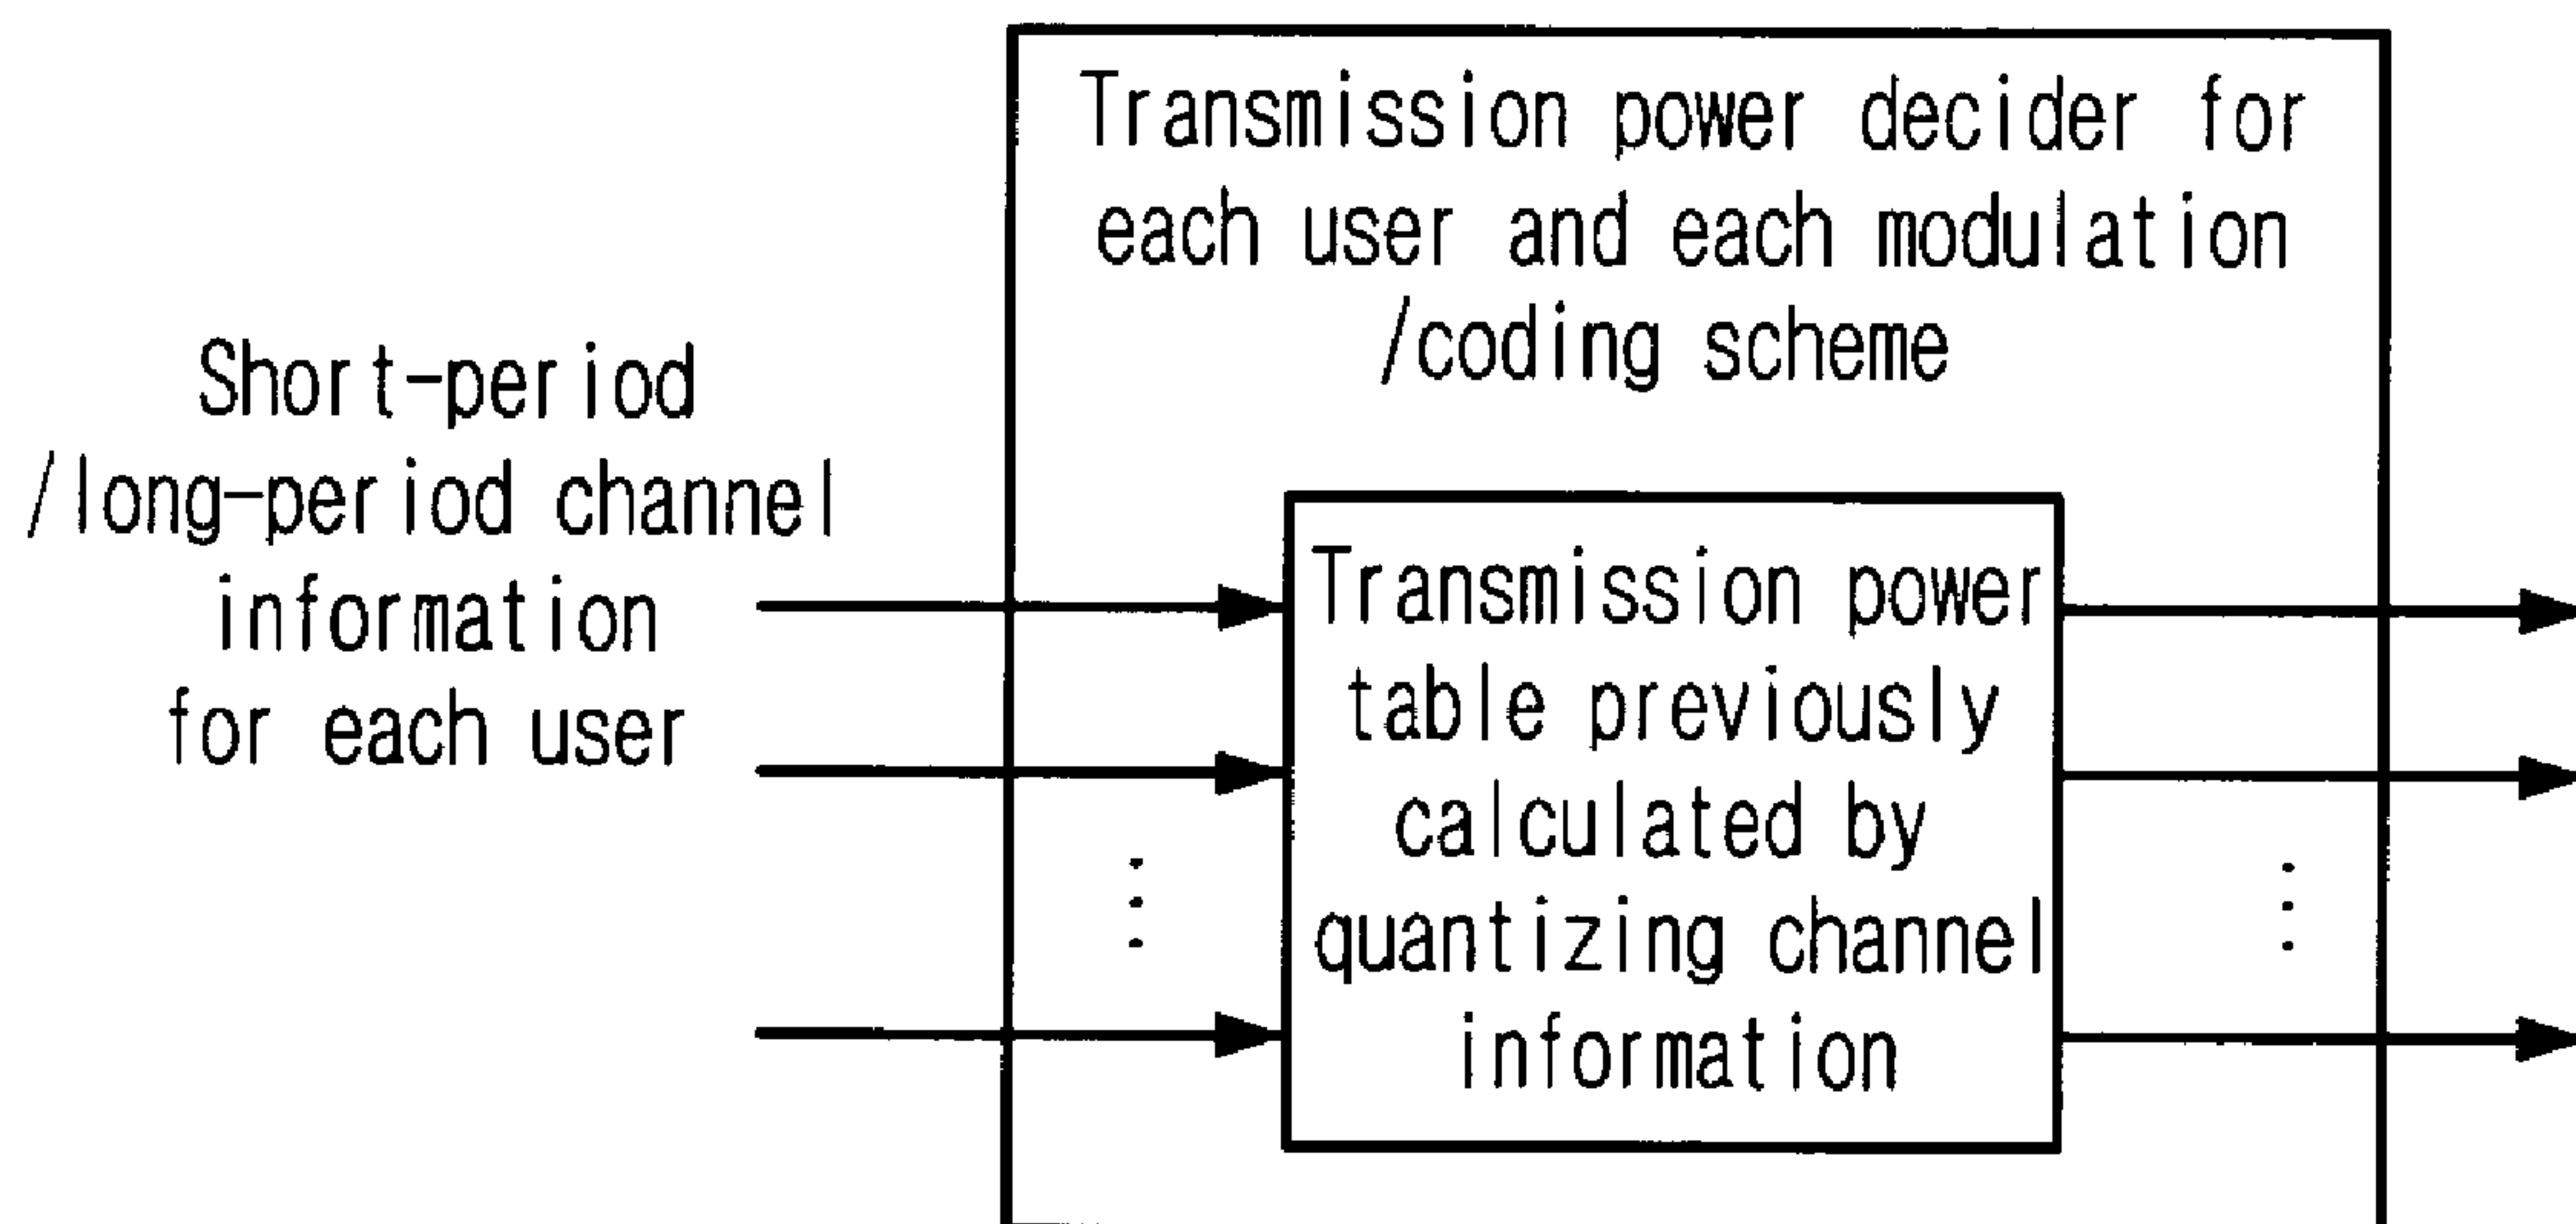 Transmission power decider for
each user and each modulation
/coding scheme
Short-period
/long-period channel
information
for each user
Transmission power
table previously
calculated by
quantizing channel
information